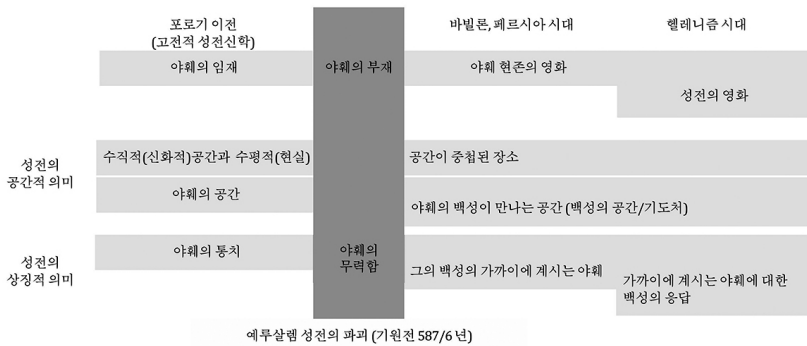 포로기 이전
(고전적 성전신학)
바빌론, 페르시아 시대
헬레니즘 시대
야훼의 임재
야훼의 부재
야훼 현존의 영화
성전의 영화
성전의
공간적 의미
수직적(신화적)공간과 수평적(현실)
공간이 중첩된 장소
야훼의 공간
야훼의 백성이 만나는 공간 (백성의 공간/기도처)
성전의
상징적 의미
야훼의 통치
야훼의
무력함
그의 백성의 가까이에 계시는 야훼
가까이에 계시는 야훼에 대한
백성의 응답
예루살렘 성전의 파괴 (기원전 587/6 년)